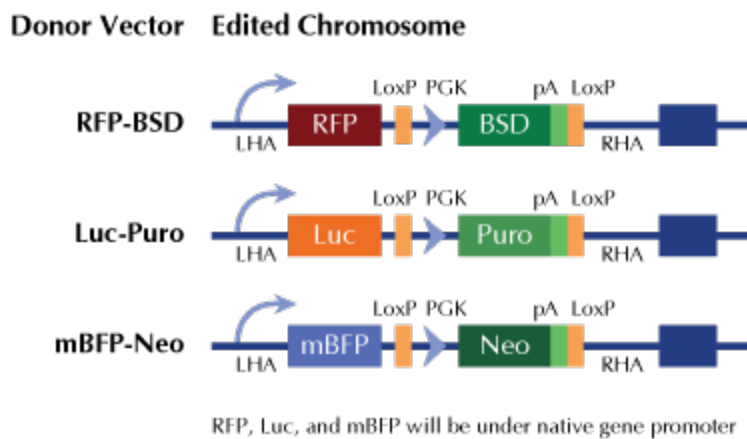 Donor Vector Edited Chromosome
LoxP PGK pA LoxP
RFP-BSD RFP BSD
LHA RHA
LoxP PGK pA LoxP
Luc-Puro Luc Puro
LHA RHA
LoxP PGK pA LoxP
mBFP-Neo mBFP Neo
LHA RHA
RFP, Luc, and mBFP will be under native gene promoter